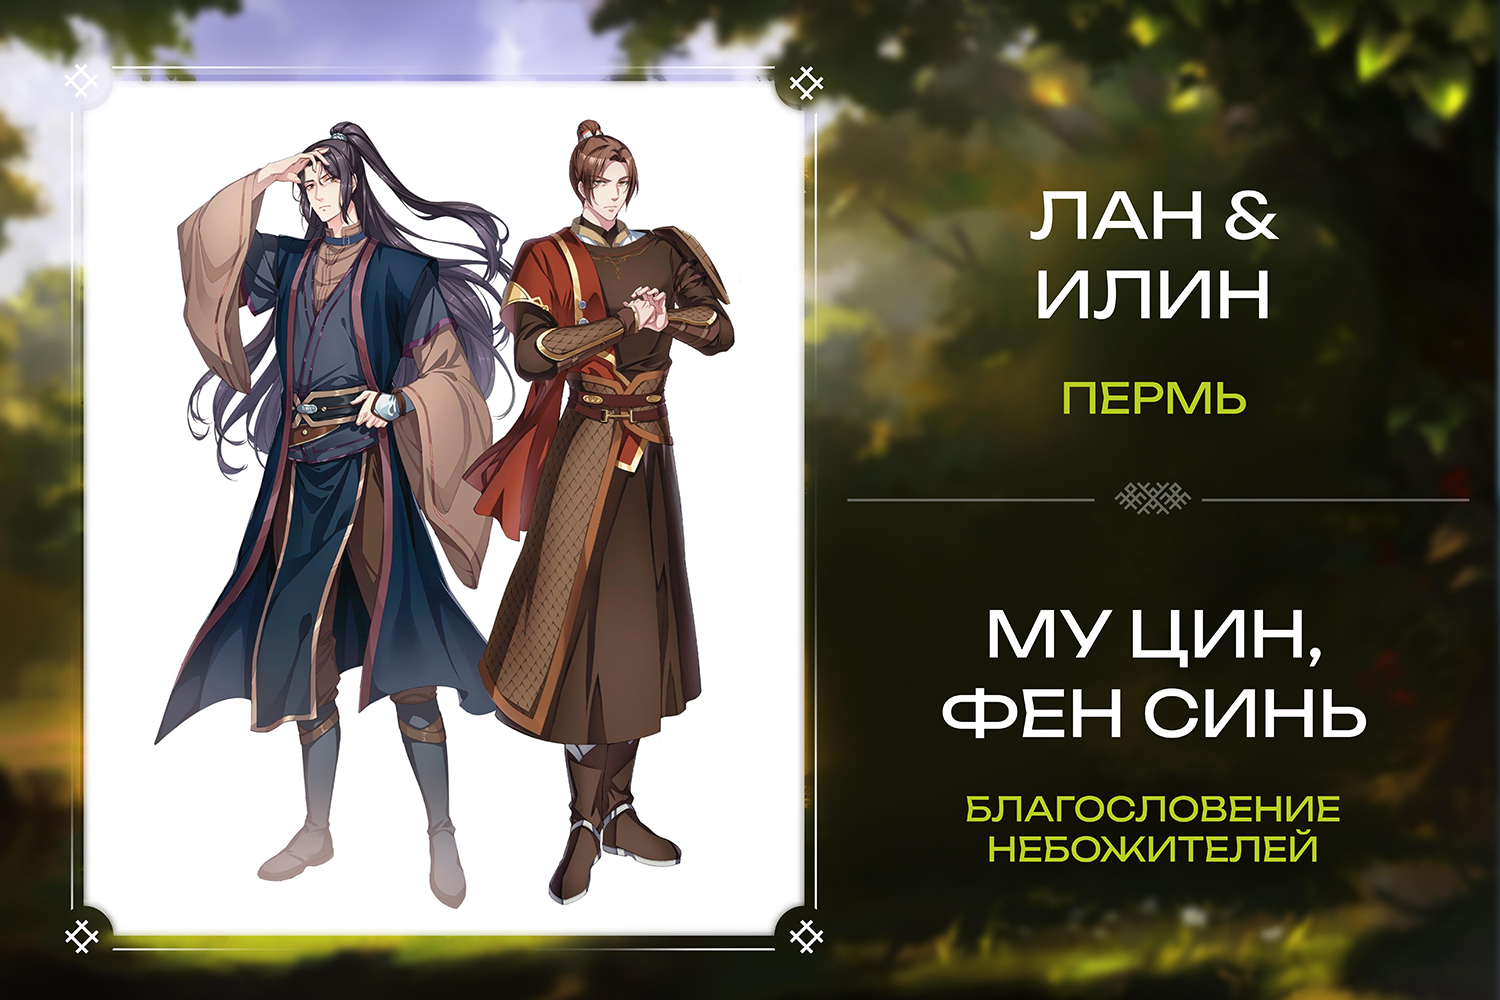 ЛАН &
ИЛИН
ПЕРМЬ
МУ ЦИН,
ФЕН СИНЬ
БЛАГОСЛОВЕНИЕ
НЕБОЖИТЕЛЕЙ